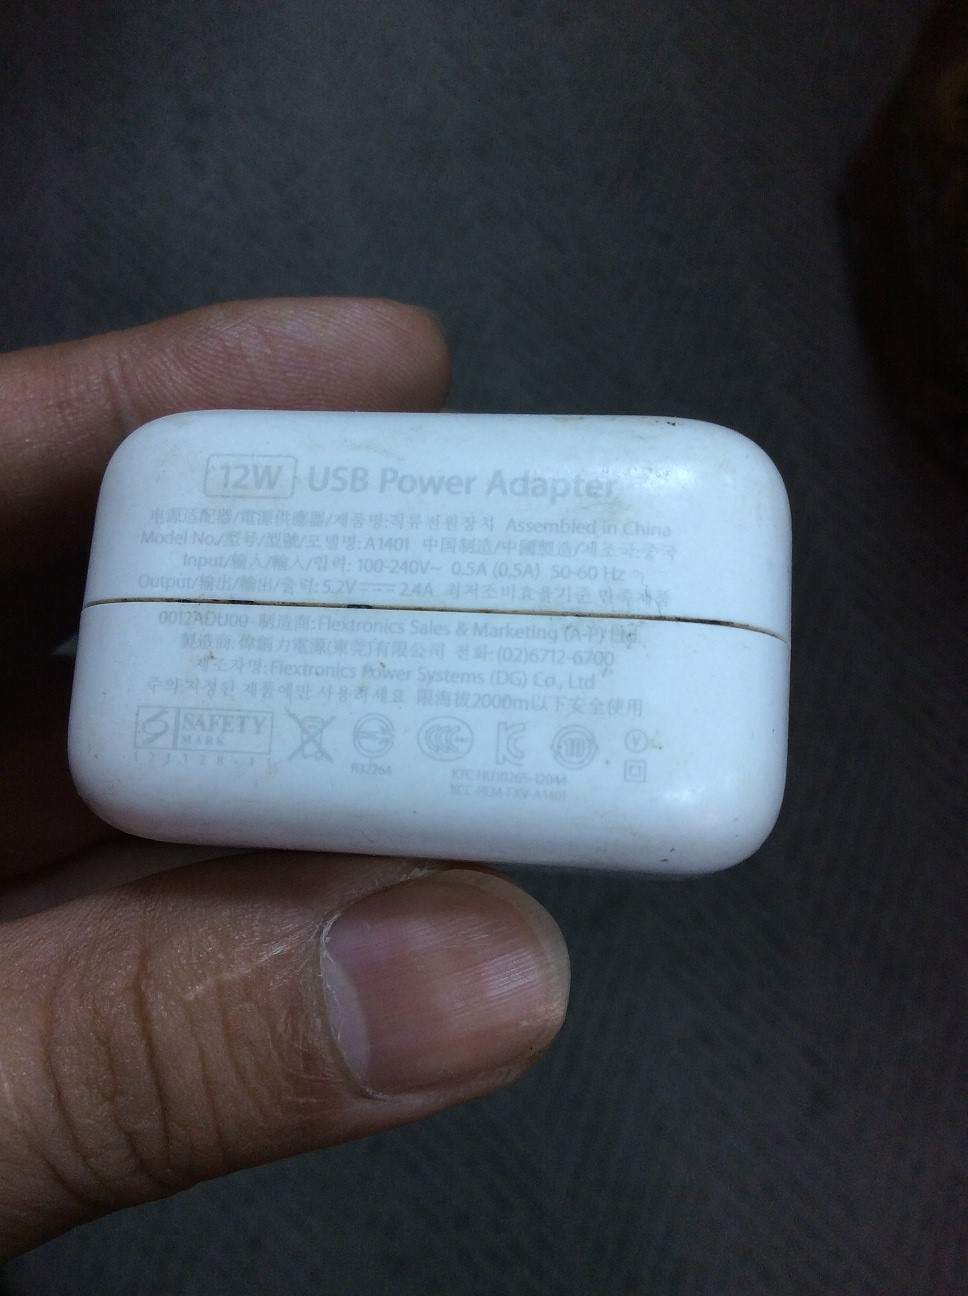 12W USB Power Adapter
电源适配器/電源供應器/제품명:직류전원장치 Assembled in China
Model No./型号/型號/모델명:A1401 中国制造/中國製造/제조국:중국
Input/输入/輸入/입력: 100-240V~ 0.5A (0.5A) 50-60 Hz
Output/输出/輸出/출력: 5.2V⎓2.4A 최저소비효율기준 만족제품
0012ADU00 制造商: Flextronics Sales & Marketing (A-P) Ltd.
製造商: 偉創力電源(東莞)有限公司 전화:(02)6712-6700
제조자명:Flextronics Power Systems (DG) Co., Ltd
주의:지정된 제품에만 사용하세요 限海拔2000m以下安全使用
SAFETY
MARK
CCC
10
V
R32264
KCC-REM-FXV-A1401